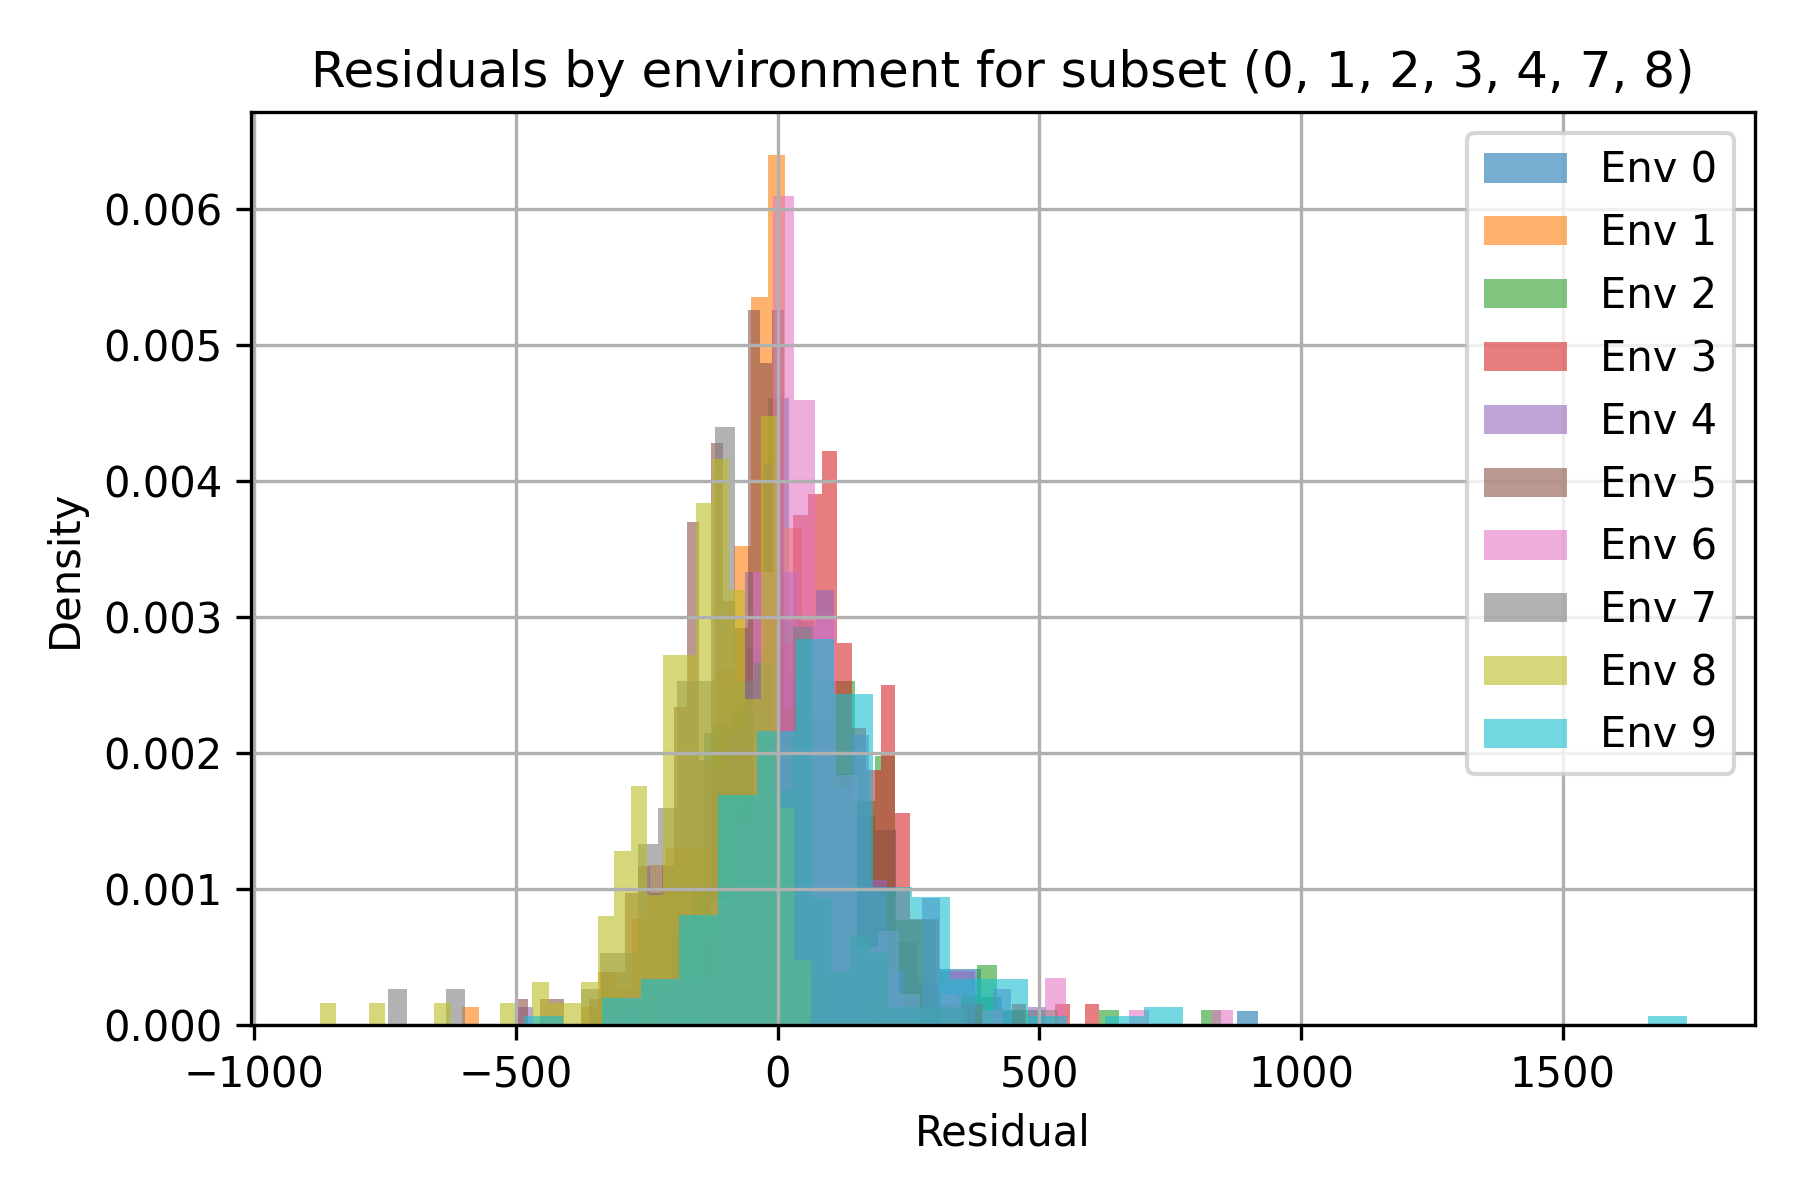 Residuals by environment for subset (0, 1, 2, 3, 4, 7, 8)
Density
0.006
0.005
0.004
0.003
0.002
0.001
0.000
−1000 −500 0 500 1000 1500
Residual
Env 0
Env 1
Env 2
Env 3
Env 4
Env 5
Env 6
Env 7
Env 8
Env 9